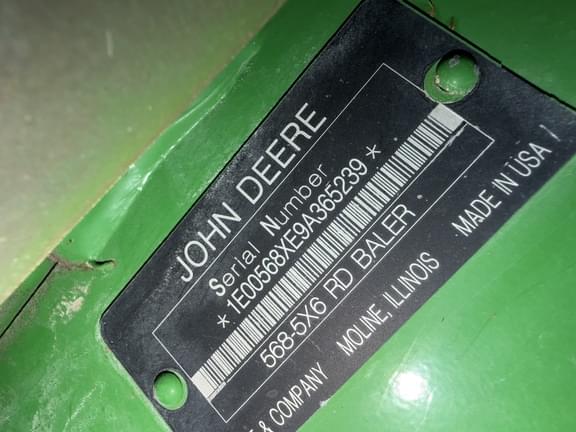 JOHN DEERE
Serial Number
*1E00568XE9A365239*
568-5X6 RD BALER
& COMPANY MOLINE, ILLINOIS MADE IN USA